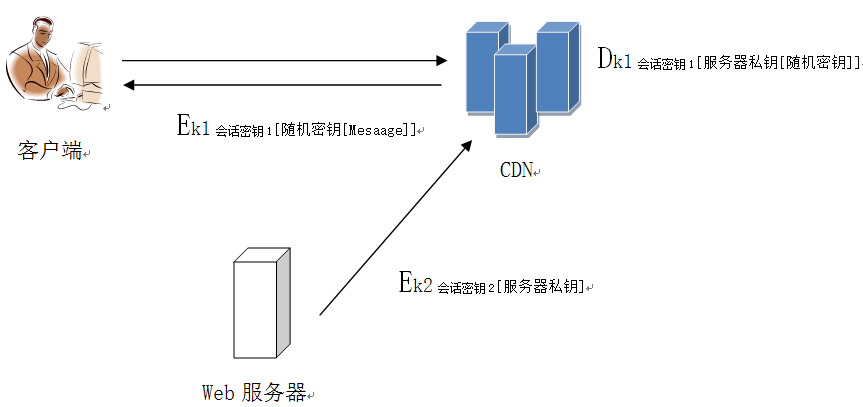 Dk1 会话密钥1[服务器私钥[随机密钥]]
Ek1 会话密钥1[随机密钥[Mesaage]]
客户端
CDN
Ek2 会话密钥2[服务器私钥]
Web 服务器